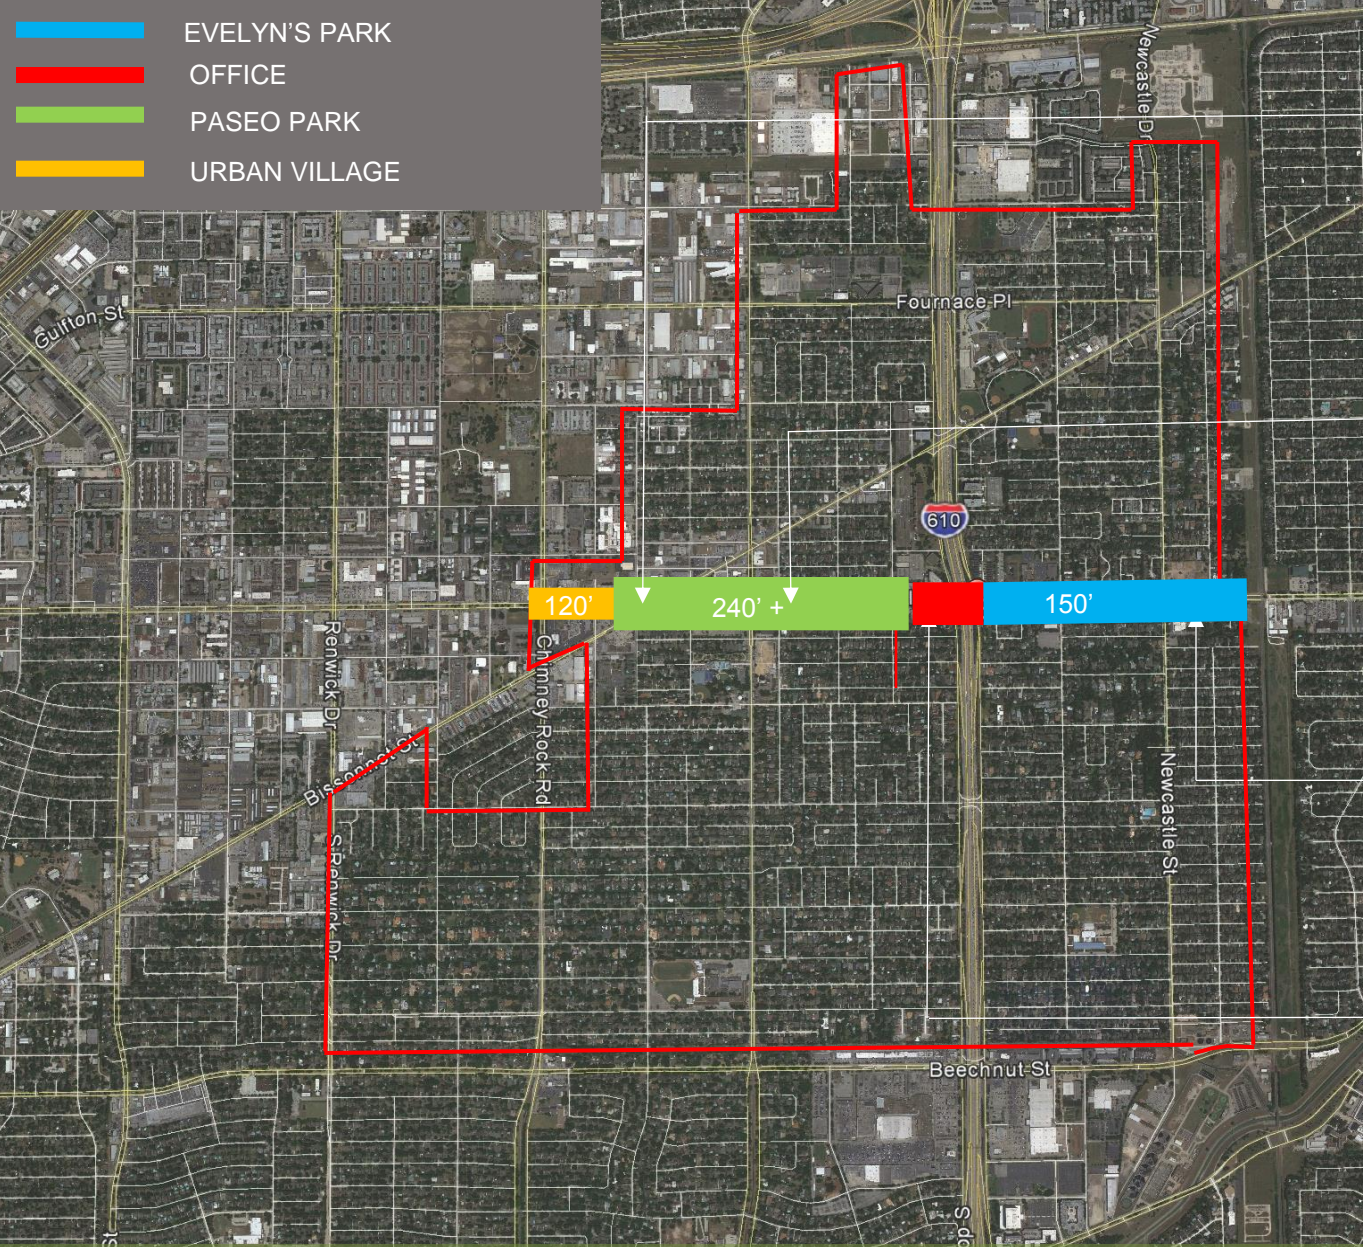 EVELYN'S PARK
OFFICE
PASEO PARK
URBAN VILLAGE
Newcastle Dr
Gulfton St
Fournace Pl
610
120'
240' +
150'
Renwick Dr
Chimney Rock Rd
Bissonnet St
Newcastle St
S Renwick Dr
Beechnut St
St